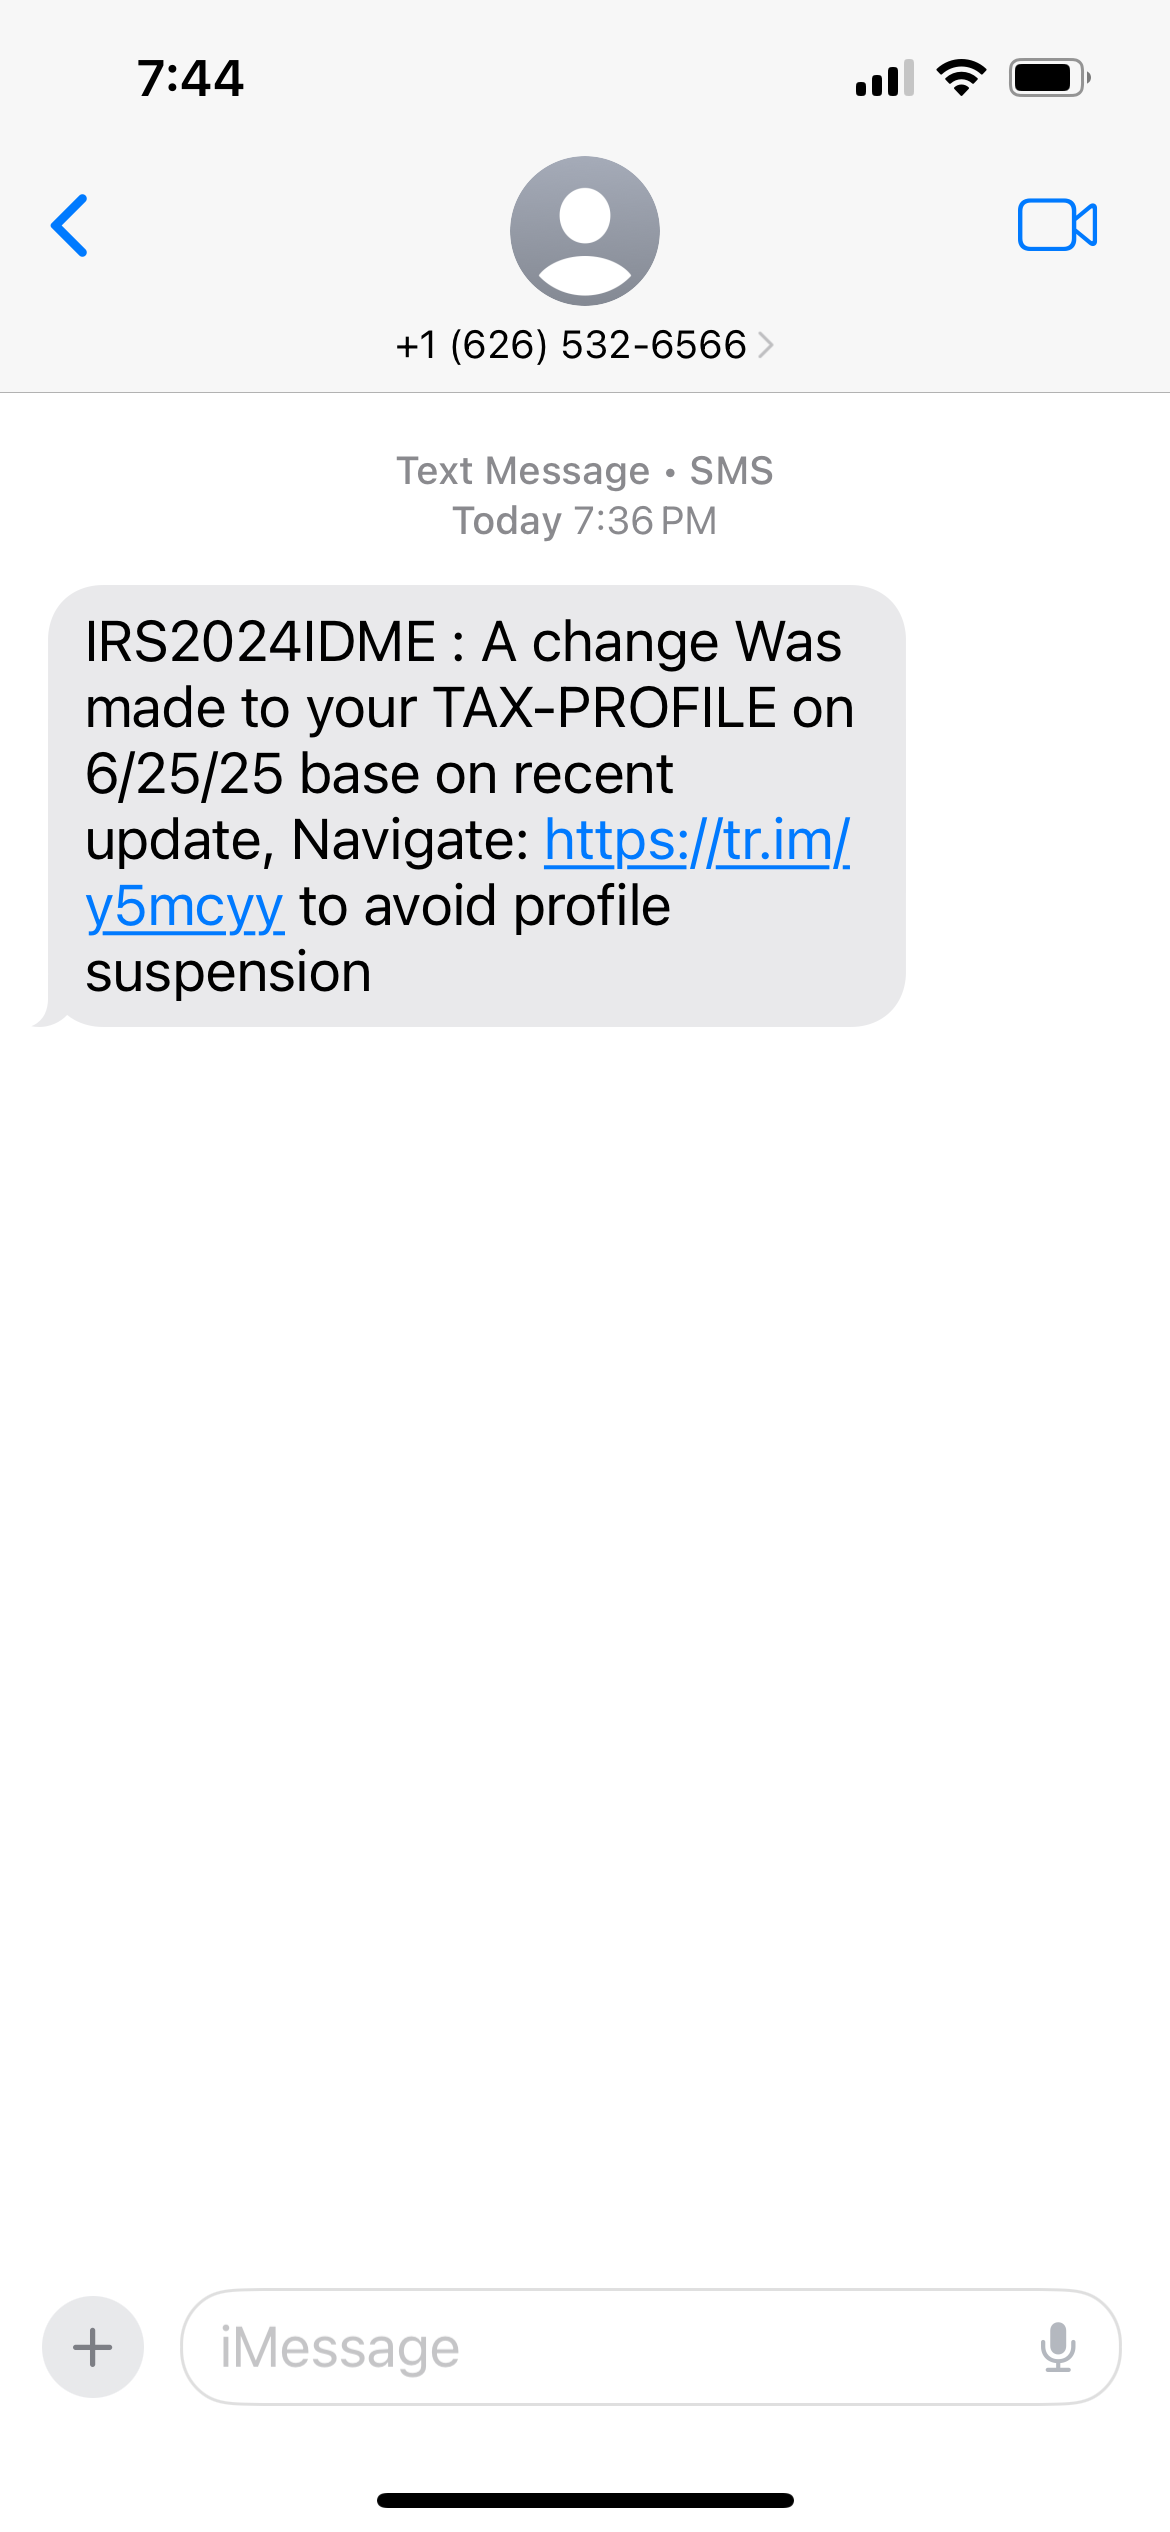 7:44
+1 (626) 532-6566
Text Message • SMS
Today 7:36 PM
IRS2024IDME : A change Was
made to your TAX-PROFILE on
6/25/25 base on recent
update, Navigate: https://tr.im/
y5mcyy to avoid profile
suspension
iMessage